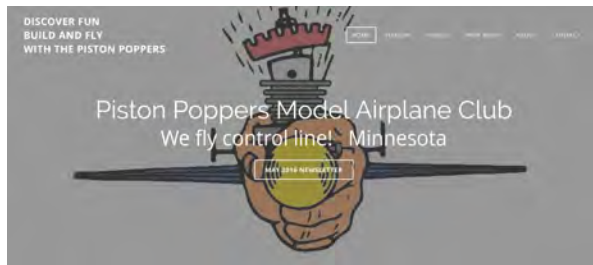 DISCOVER FUN
BUILD AND FLY
WITH THE PISTON POPPERS
HOME
Piston Poppers Model Airplane Club
We fly control line! Minnesota
MAY 2016 NEWSLETTER